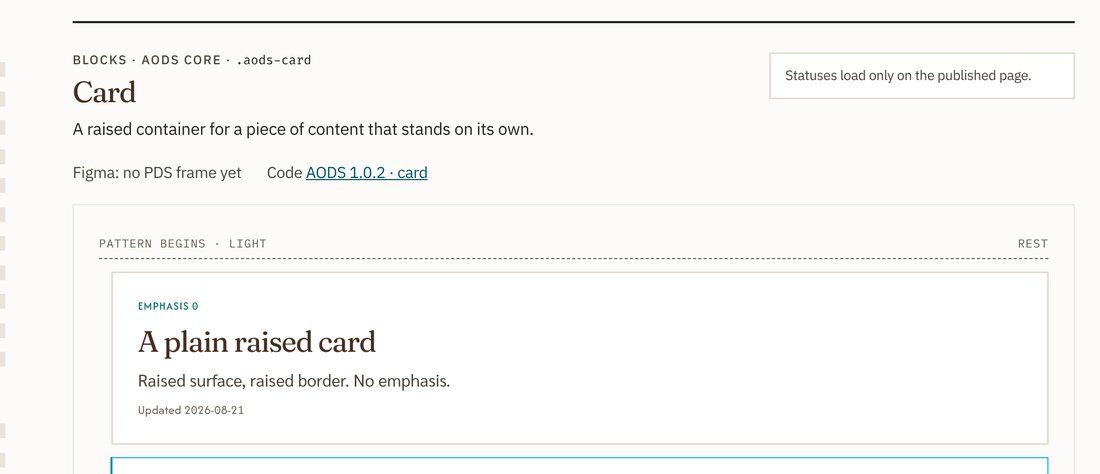 BLOCKS · AODS CORE · .aods-card
Statuses load only on the published page.
Card
A raised container for a piece of content that stands on its own.
Figma: no PDS frame yet Code AODS 1.0.2 · card
PATTERN BEGINS · LIGHT REST
EMPHASIS 0
A plain raised card
Raised surface, raised border. No emphasis.
Updated 2026-08-21